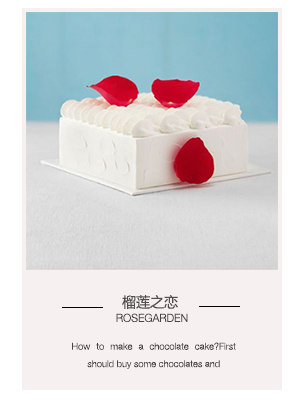 榴莲之恋
ROSEGARDEN
How to make a chocolate cake?First
should buy some chocolates and